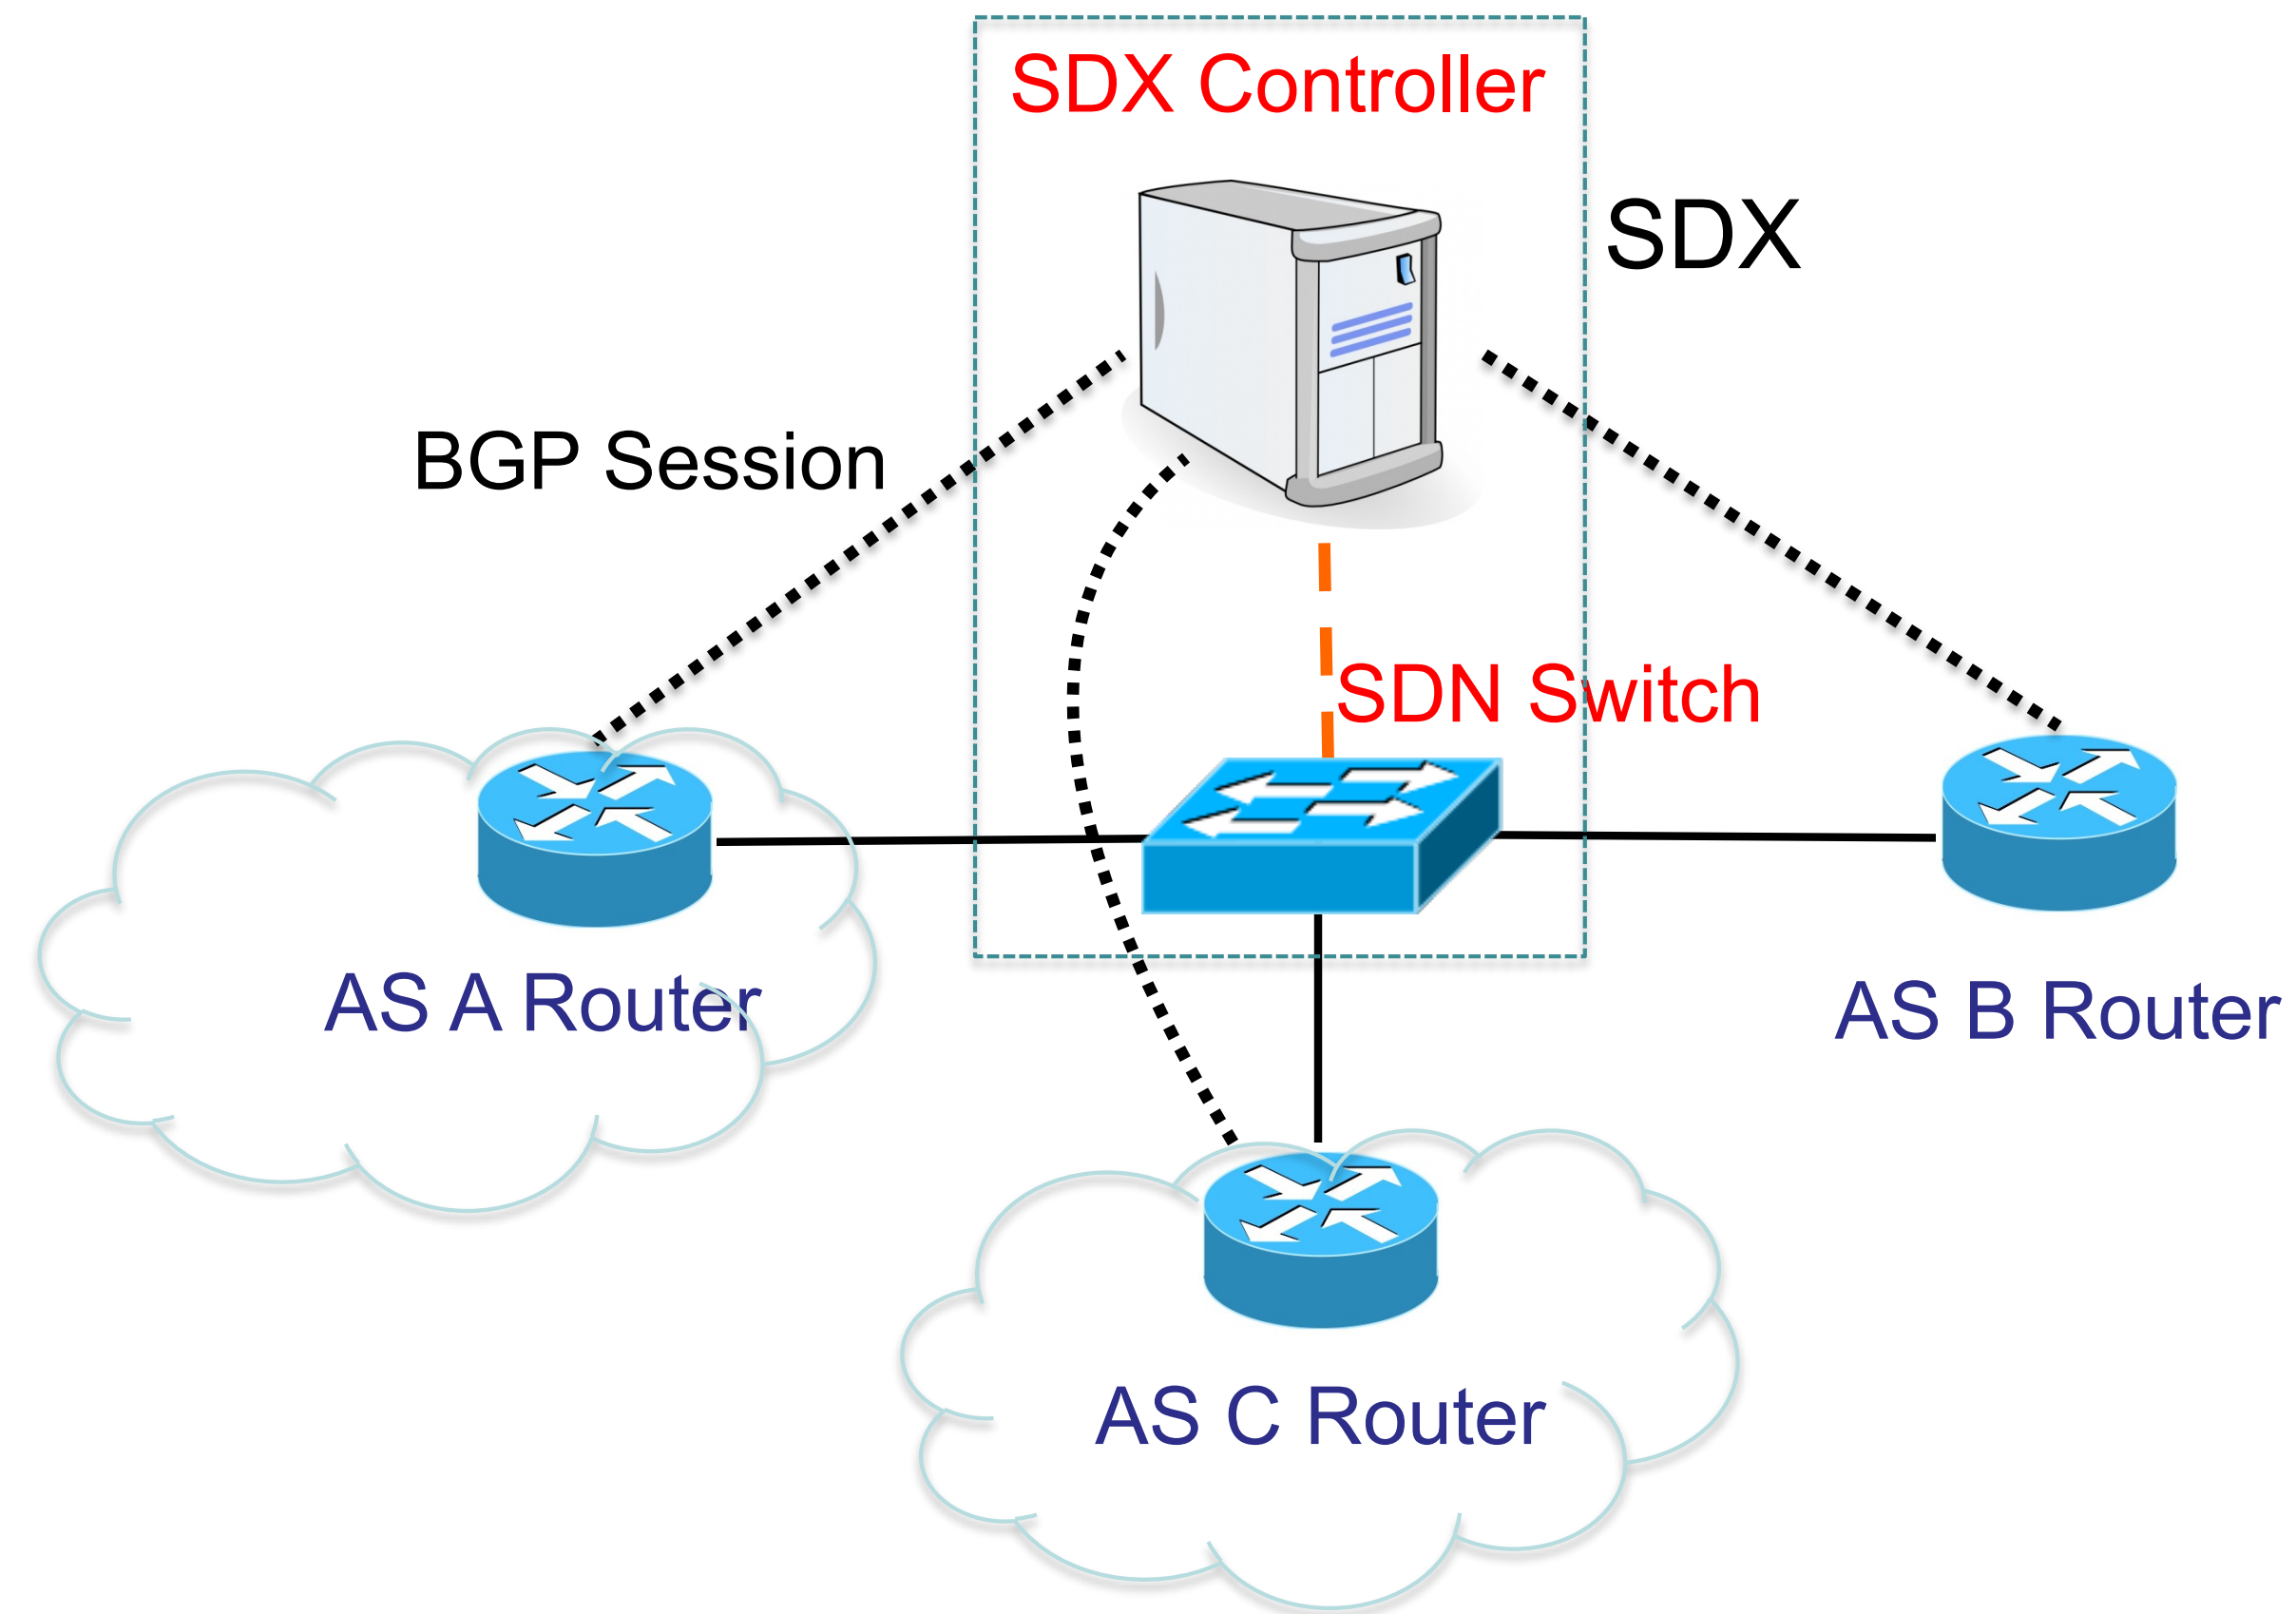 SDX Controller
SDX
BGP Session
SDN Switch
AS A Router
AS B Router
AS C Router